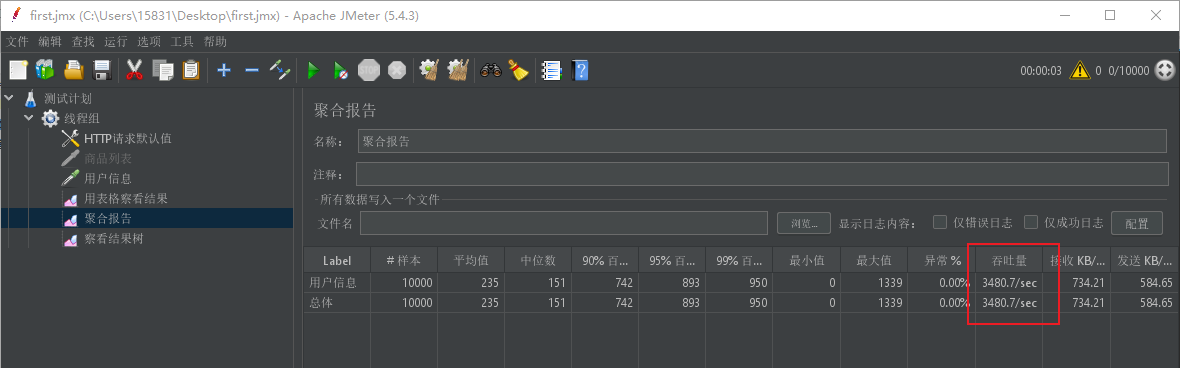 first.jmx (C:\Users\15831\Desktop\first.jmx) - Apache JMeter (5.4.3)
文件 编辑 查找 运行 选项 工具 帮助
STOP 00:00:03 0 0/10000
测试计划
线程组
HTTP请求默认值
商品列表
用户信息
用表格察看结果
聚合报告
察看结果树
聚合报告
名称： 聚合报告
注释：
所有数据写入一个文件
文件名 浏览... 显示日志内容： 仅错误日志 仅成功日志 配置
Label # 样本 平均值 中位数 90% 百... 95% 百... 99% 百... 最小值 最大值 异常 % 吞吐量 接收 KB/... 发送 KB/...
用户信息 10000 235 151 742 893 950 0 1339 0.00% 3480.7/sec 734.21 584.65
总体 10000 235 151 742 893 950 0 1339 0.00% 3480.7/sec 734.21 584.65